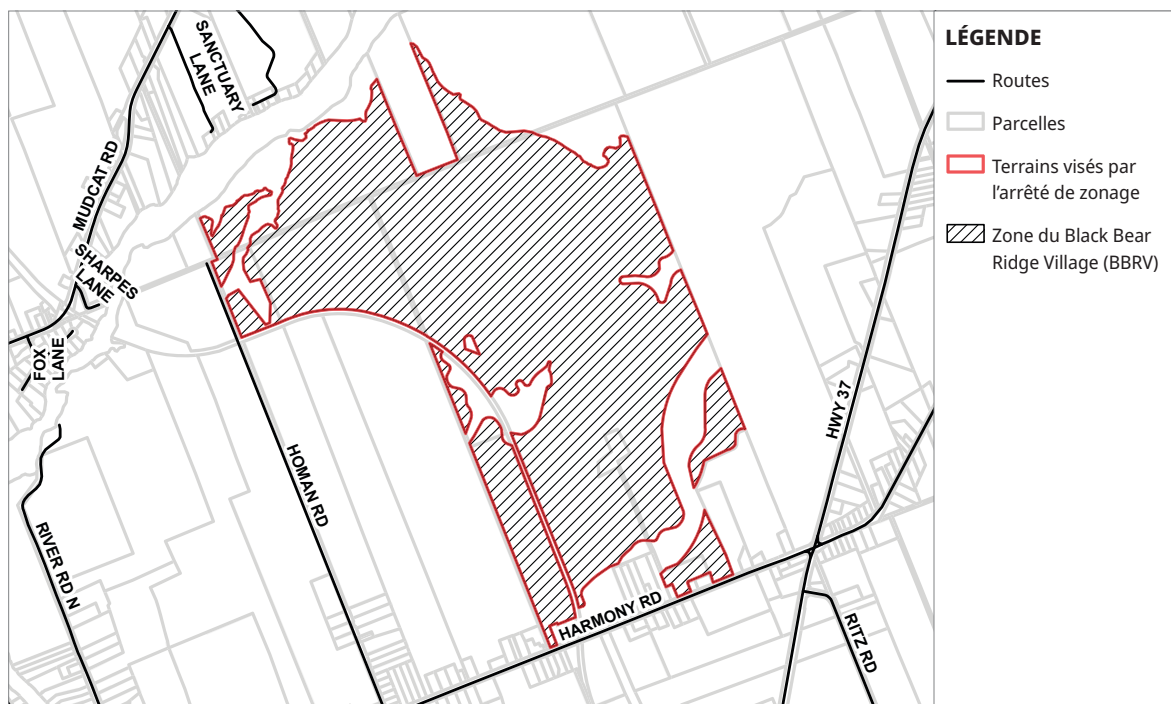 SANCTUARY
LANE
MUDCAT RD
SHARPES
LANE
FOX
LANE
HOMAN RD
RIVER RD N
HARMONY RD
HWY 37
RITZ RD
LÉGENDE
Routes
Parcelles
Terrains visés par
l'arrêté de zonage
Zone du Black Bear
Ridge Village (BBRV)